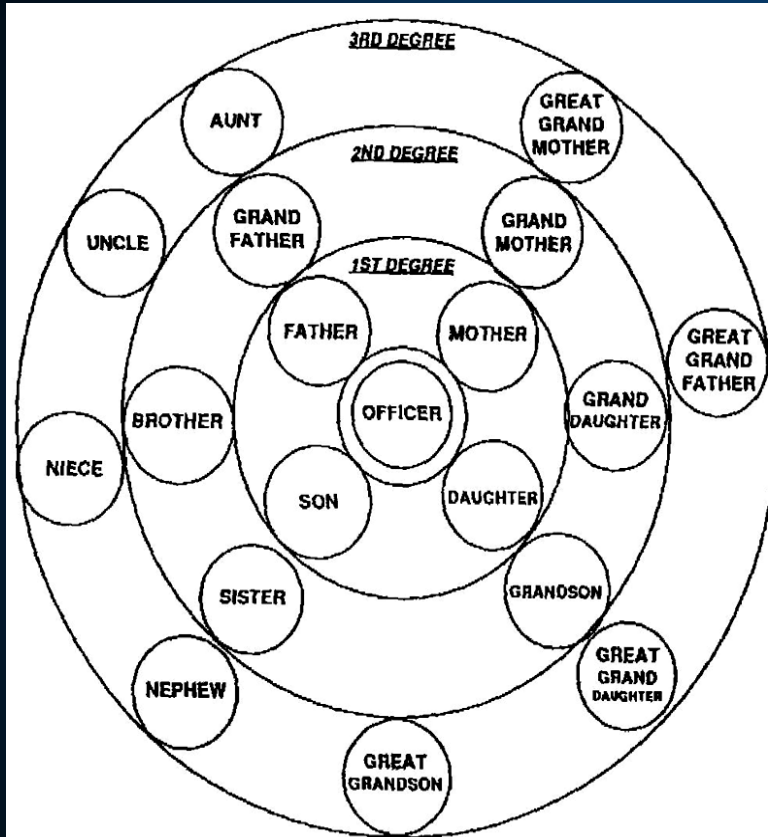 3RD DEGREE
AUNT
GREAT
GRAND
MOTHER
2ND DEGREE
UNCLE
GRAND
FATHER
GRAND
MOTHER
1ST DEGREE
FATHER
MOTHER
GREAT
GRAND
FATHER
BROTHER
OFFICER
GRAND
DAUGHTER
NIECE
SON
DAUGHTER
SISTER
GRANDSON
NEPHEW
GREAT
GRAND
DAUGHTER
GREAT
GRANDSON